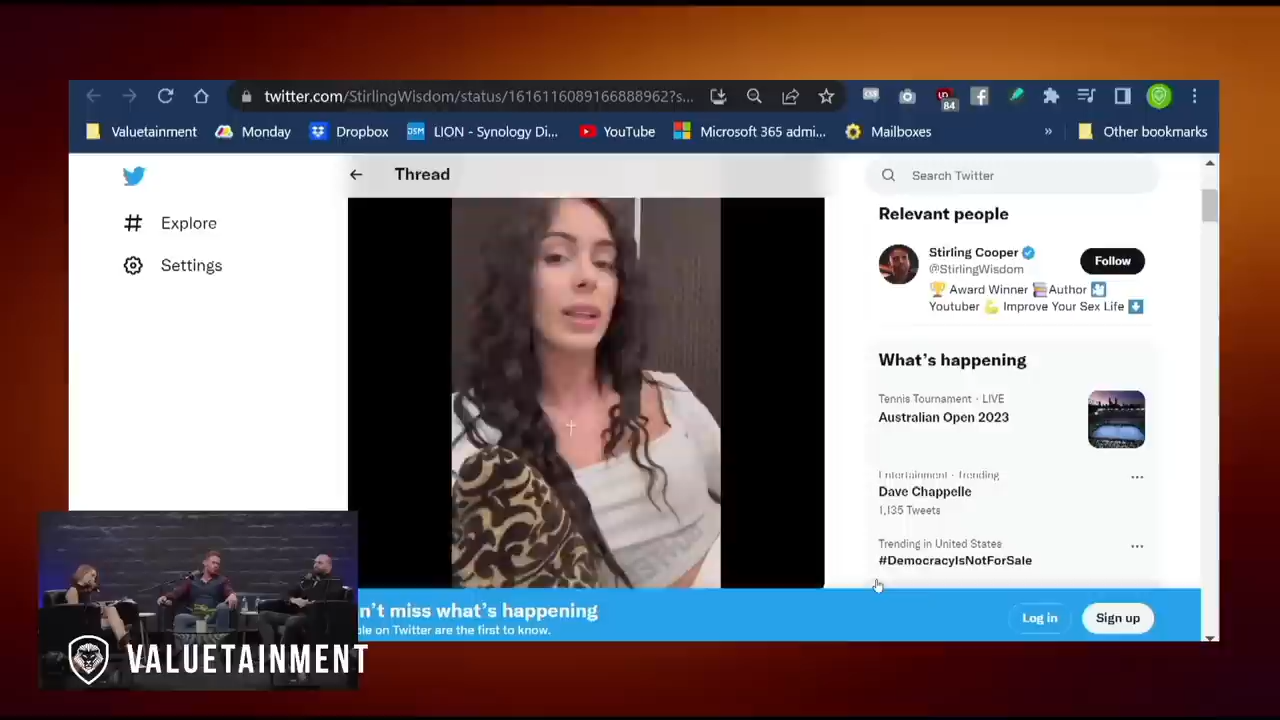 twitter.com/StirlingWisdom/status/1616116089166888962?s...
84
Valuetainment
Monday
Dropbox
DSM
LION - Synology Di...
YouTube
Microsoft 365 admi...
Mailboxes
»
Other bookmarks
Explore
Settings
Thread
Search Twitter
Relevant people
Stirling Cooper
@StirlingWisdom
Follow
Award Winner Author
Youtuber Improve Your Sex Life
What's happening
Tennis Tournament · LIVE
Australian Open 2023
Entertainment · Trending
Dave Chappelle
1,135 Tweets
Trending in United States
#DemocracyIsNotForSale
n't miss what's happening
ple on Twitter are the first to know.
Log in
Sign up
VALUETAINMENT